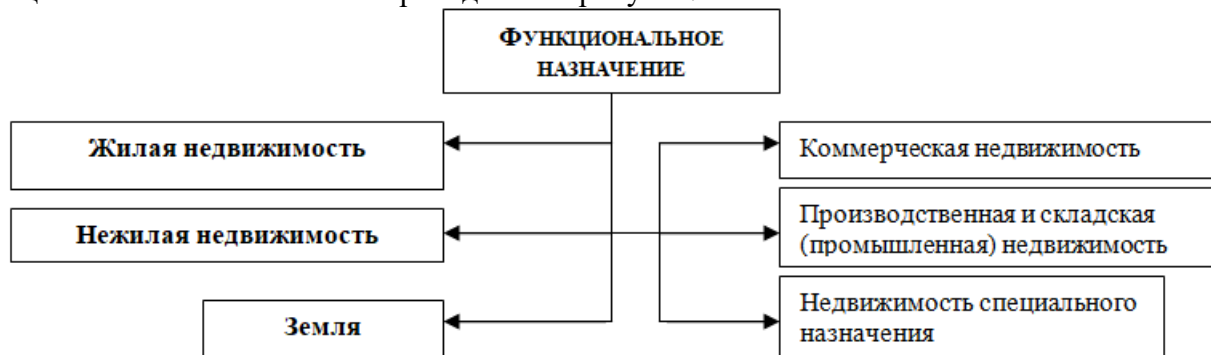 ФУНКЦИОНАЛЬНОЕ
НАЗНАЧЕНИЕ
Жилая недвижимость
Коммерческая недвижимость
Нежилая недвижимость
Производственная и складская
(промышленная) недвижимость
Земля
Недвижимость специального
назначения